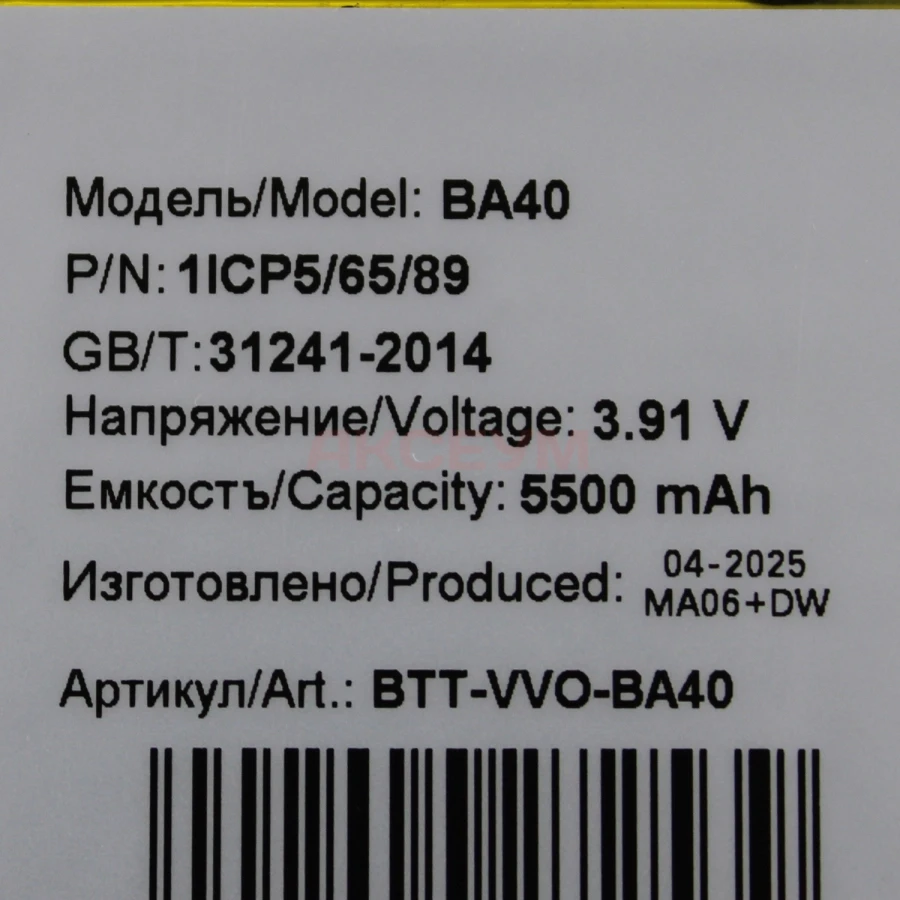 Модель/Model: BA40
P/N: 1ICP5/65/89
GB/T:31241-2014
Напряжение/Voltage: 3.91 V
АКСЕУМ
Емкостъ/Capacity: 5500 mAh
Изготовлено/Produced: 04-2025
MA06+DW
Артикул/Art.: BTT-VVO-BA40